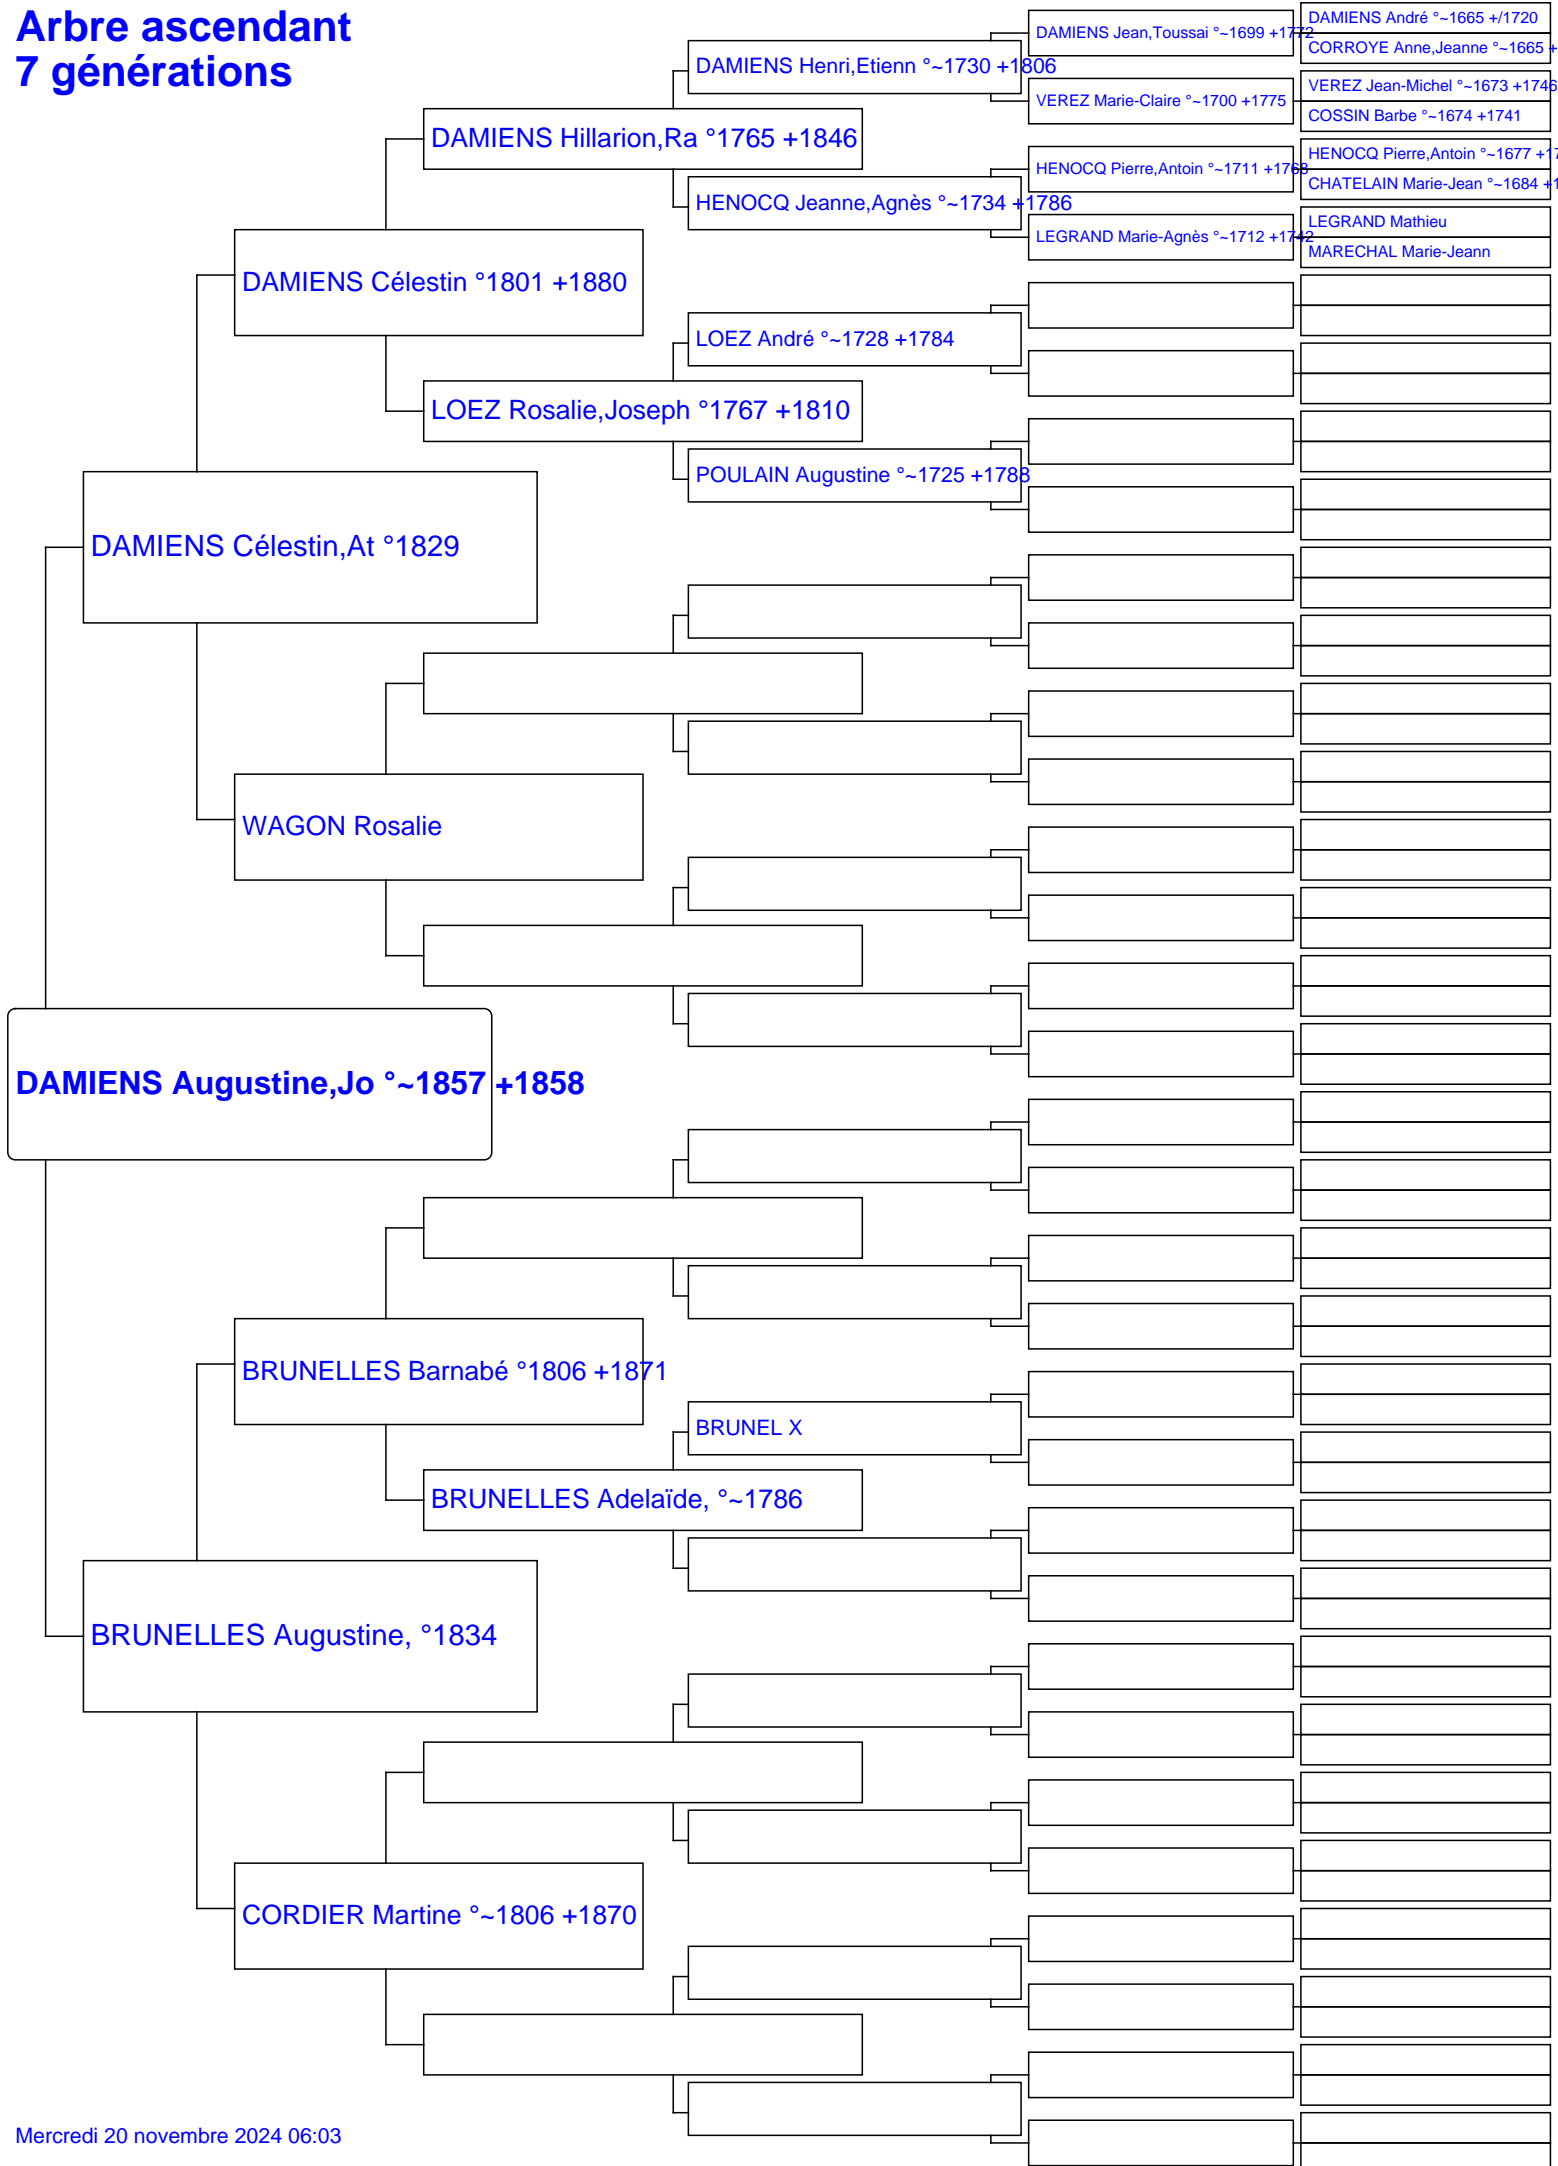 Arbre ascendant
7 générations
DAMIENS Jean,Toussai °~1699 +1772
DAMIENS André °~1665 +/1720
CORROYE Anne,Jeanne °~1665 +
DAMIENS Henri,Etienn °~1730 +1806
VEREZ Marie-Claire °~1700 +1775
VEREZ Jean-Michel °~1673 +1746
COSSIN Barbe °~1674 +1741
DAMIENS Hillarion,Ra °1765 +1846
HENOCQ Pierre,Antoin °~1711 +1768
HENOCQ Pierre,Antoin °~1677 +17
CHATELAIN Marie-Jean °~1684 +1
HENOCQ Jeanne,Agnès °~1734 +1786
LEGRAND Marie-Agnès °~1712 +1742
LEGRAND Mathieu
MARECHAL Marie-Jeann
DAMIENS Célestin °1801 +1880
LOEZ André °~1728 +1784
LOEZ Rosalie,Joseph °1767 +1810
POULAIN Augustine °~1725 +1788
DAMIENS Célestin,At °1829
WAGON Rosalie
DAMIENS Augustine,Jo °~1857 +1858
BRUNELLES Barnabé °1806 +1871
BRUNEL X
BRUNELLES Adelaïde, °~1786
BRUNELLES Augustine, °1834
CORDIER Martine °~1806 +1870
Mercredi 20 novembre 2024 06:03